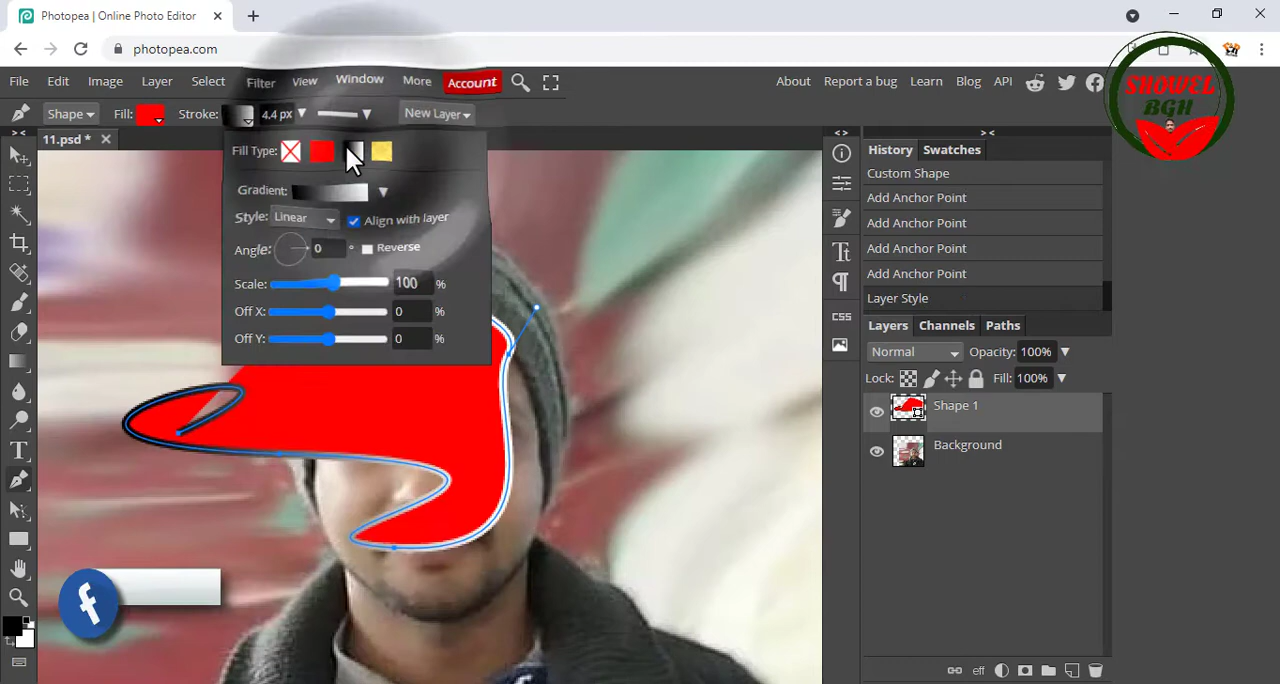 Photopea | Online Photo Editor
photopea.com
File Edit Image Layer Select Filter View Window More Account
About Report a bug Learn Blog API
SHOWEL
BGH
Shape Fill: Stroke: 4.4 px New Layer
11.psd *
Fill Type:
Gradient:
Style: Linear Align with layer
Angle: 0 ° Reverse
Scale: 100 %
Off X: 0 %
Off Y: 0 %
History Swatches
Custom Shape
Add Anchor Point
Add Anchor Point
Add Anchor Point
Add Anchor Point
Layer Style
CSS
Layers Channels Paths
Normal Opacity: 100%
Lock: Fill: 100%
Shape 1
Background
eff